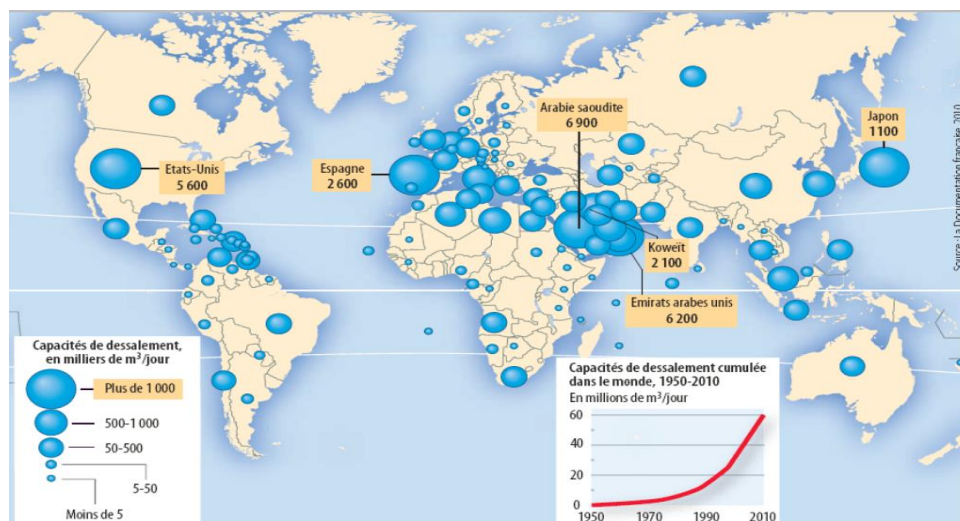 Arabie saoudite
6 900
Japon
1100
Etats-Unis
5 600
Espagne
2 600
Koweït
2 100
Emirats arabes unis
6 200
Source : La Documentation française, 2010
Capacités de dessalement,
en milliers de m³/jour
Plus de 1 000
500-1 000
50-500
5-50
Moins de 5
Capacités de dessalement cumulée
dans le monde, 1950-2010
En millions de m³/jour
60
40
20
0
1950
1970
1990
2010